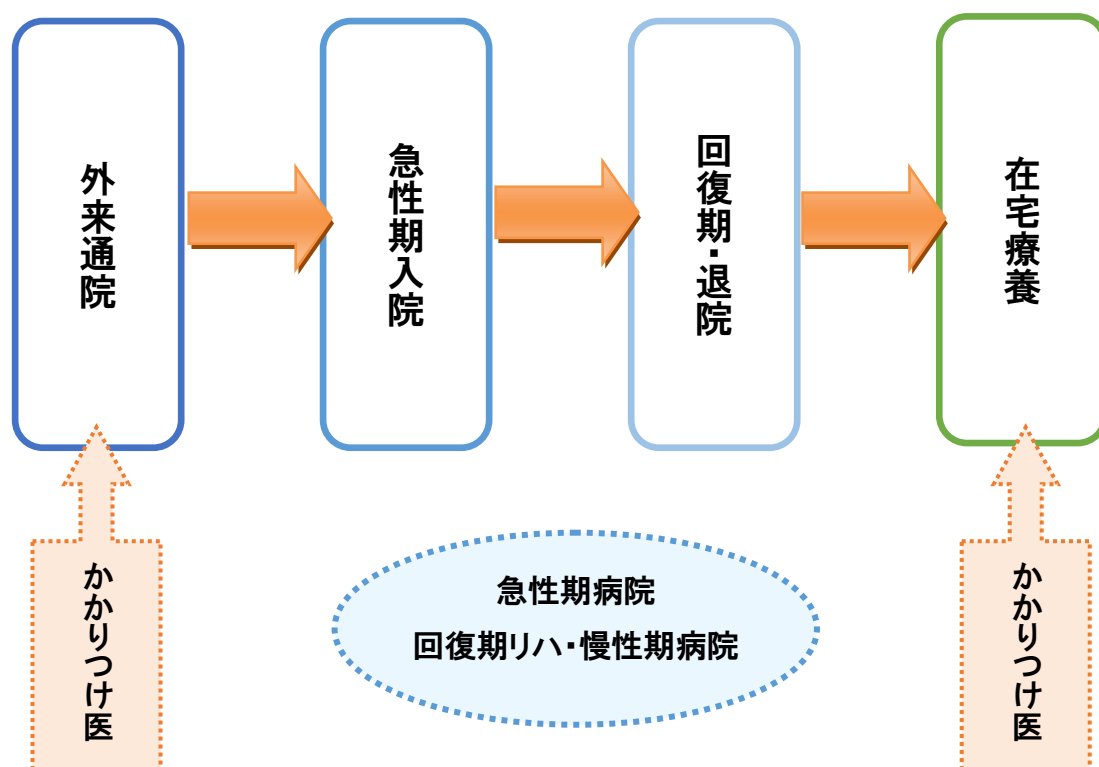 外来通院
急性期入院
回復期・退院
在宅療養
かかりつけ医
急性期病院
回復期リハ・慢性期病院
かかりつけ医